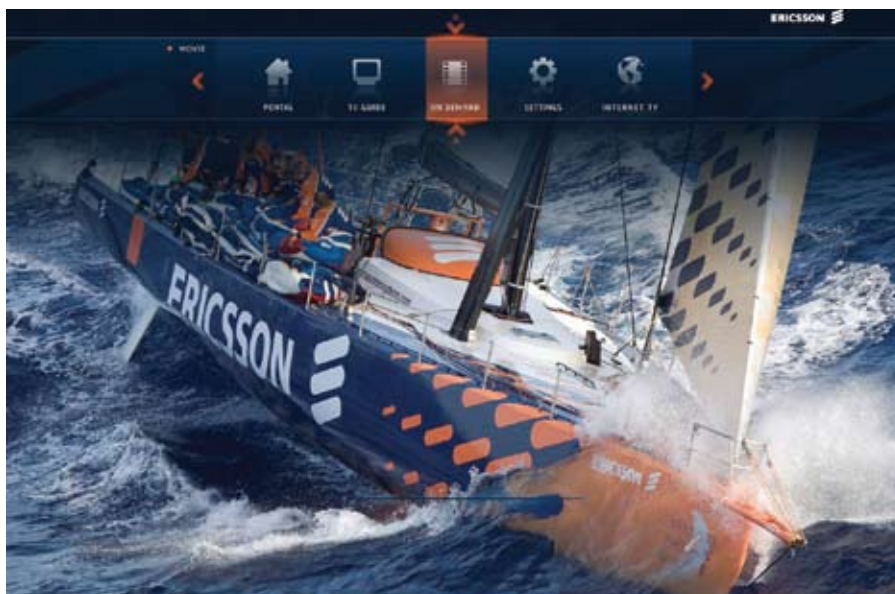 ERICSSON
MOVIE
PORTAL TV GUIDE ON DEMAND SETTINGS INTERNET TV
ERICSSON
ERICSSON